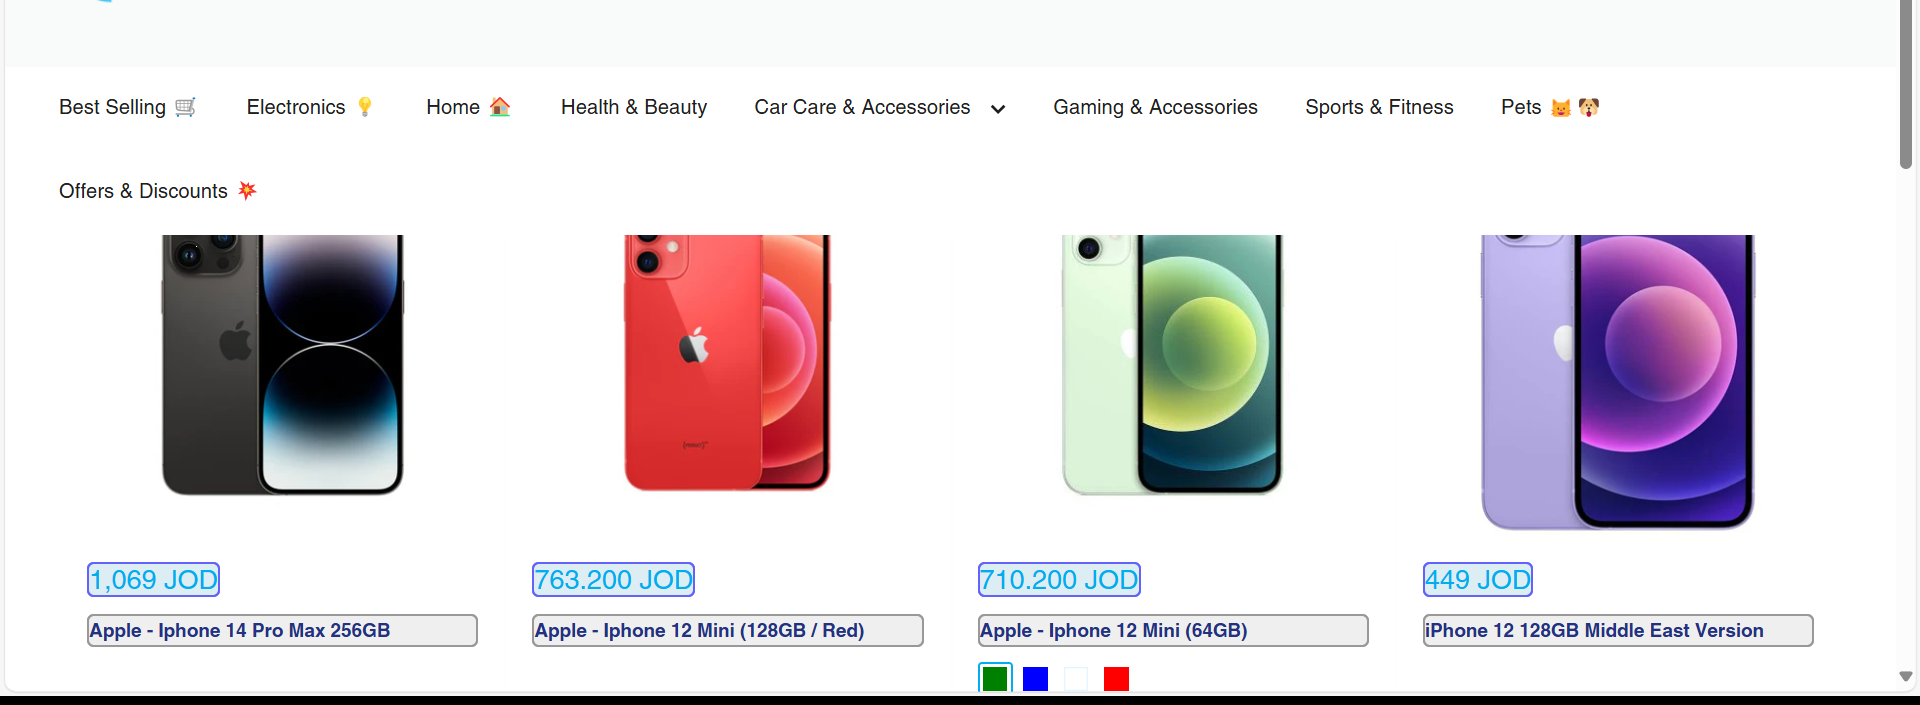 Best Selling 🛒 Electronics 💡 Home 🏠 Health & Beauty Car Care & Accessories Gaming & Accessories Sports & Fitness Pets 😺🐶
Offers & Discounts 💥
1,069 JOD
Apple - Iphone 14 Pro Max 256GB
763.200 JOD
Apple - Iphone 12 Mini (128GB / Red)
710.200 JOD
Apple - Iphone 12 Mini (64GB)
449 JOD
iPhone 12 128GB Middle East Version